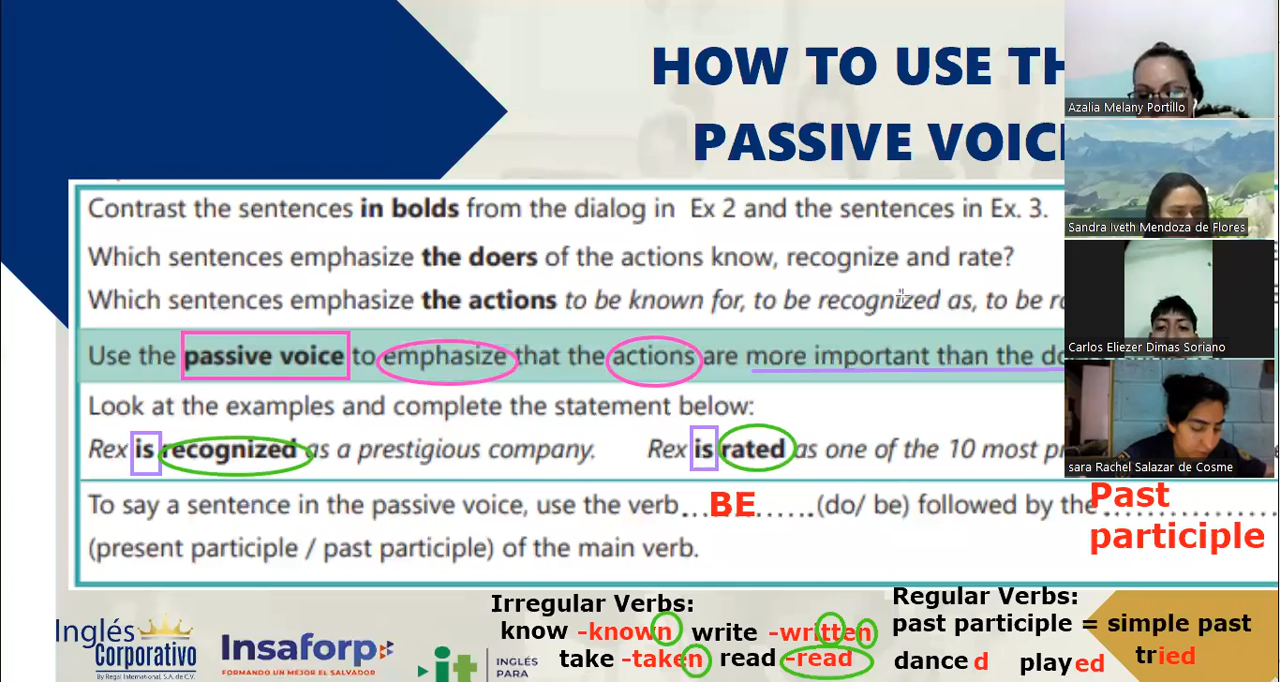 HOW TO USE TH
PASSIVE VOIC
Azalia Melany Portillo
Sandra Iveth Mendoza de Flores
Carlos Eliezer Dimas Soriano
sara Rachel Salazar de Cosme
Contrast the sentences in bolds from the dialog in Ex 2 and the sentences in Ex. 3.
Which sentences emphasize the doers of the actions know, recognize and rate?
Which sentences emphasize the actions to be known for, to be recognized as, to be
Use the passive voice to emphasize that the actions are more important than the
Look at the examples and complete the statement below:
Rex is recognized as a prestigious company. Rex is rated as one of the 10 most
To say a sentence in the passive voice, use the verb...BE......(do/ be) followed by the Past participle
(present participle / past participle) of the main verb.
Irregular Verbs:
know -known write -written
take -taken read -read
Regular Verbs:
past participle = simple past
danced played tried
Inglés Corporativo
By Regal International, S.A. de C.V.
Insaforp
FORMANDO UN MEJOR EL SALVADOR
it
INGLÉS
PARA